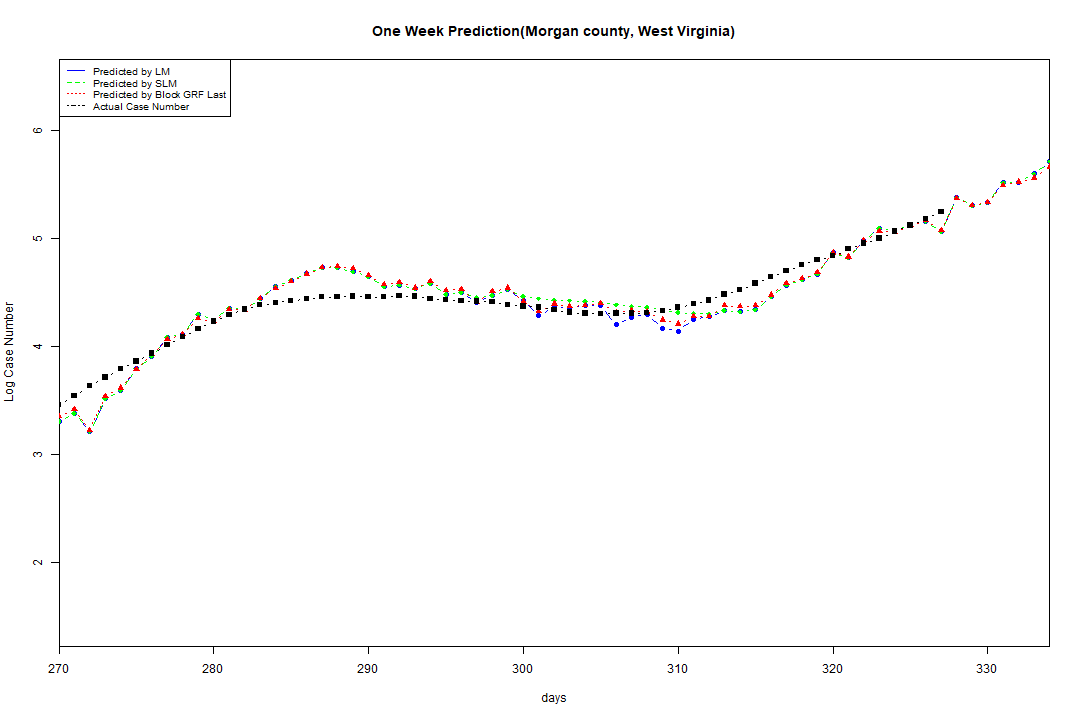 One Week Prediction(Morgan county, West Virginia)
Predicted by LM
Predicted by SLM
Predicted by Block GRF Last
Actual Case Number
Log Case Number
6
5
4
3
2
270 280 290 300 310 320 330
days